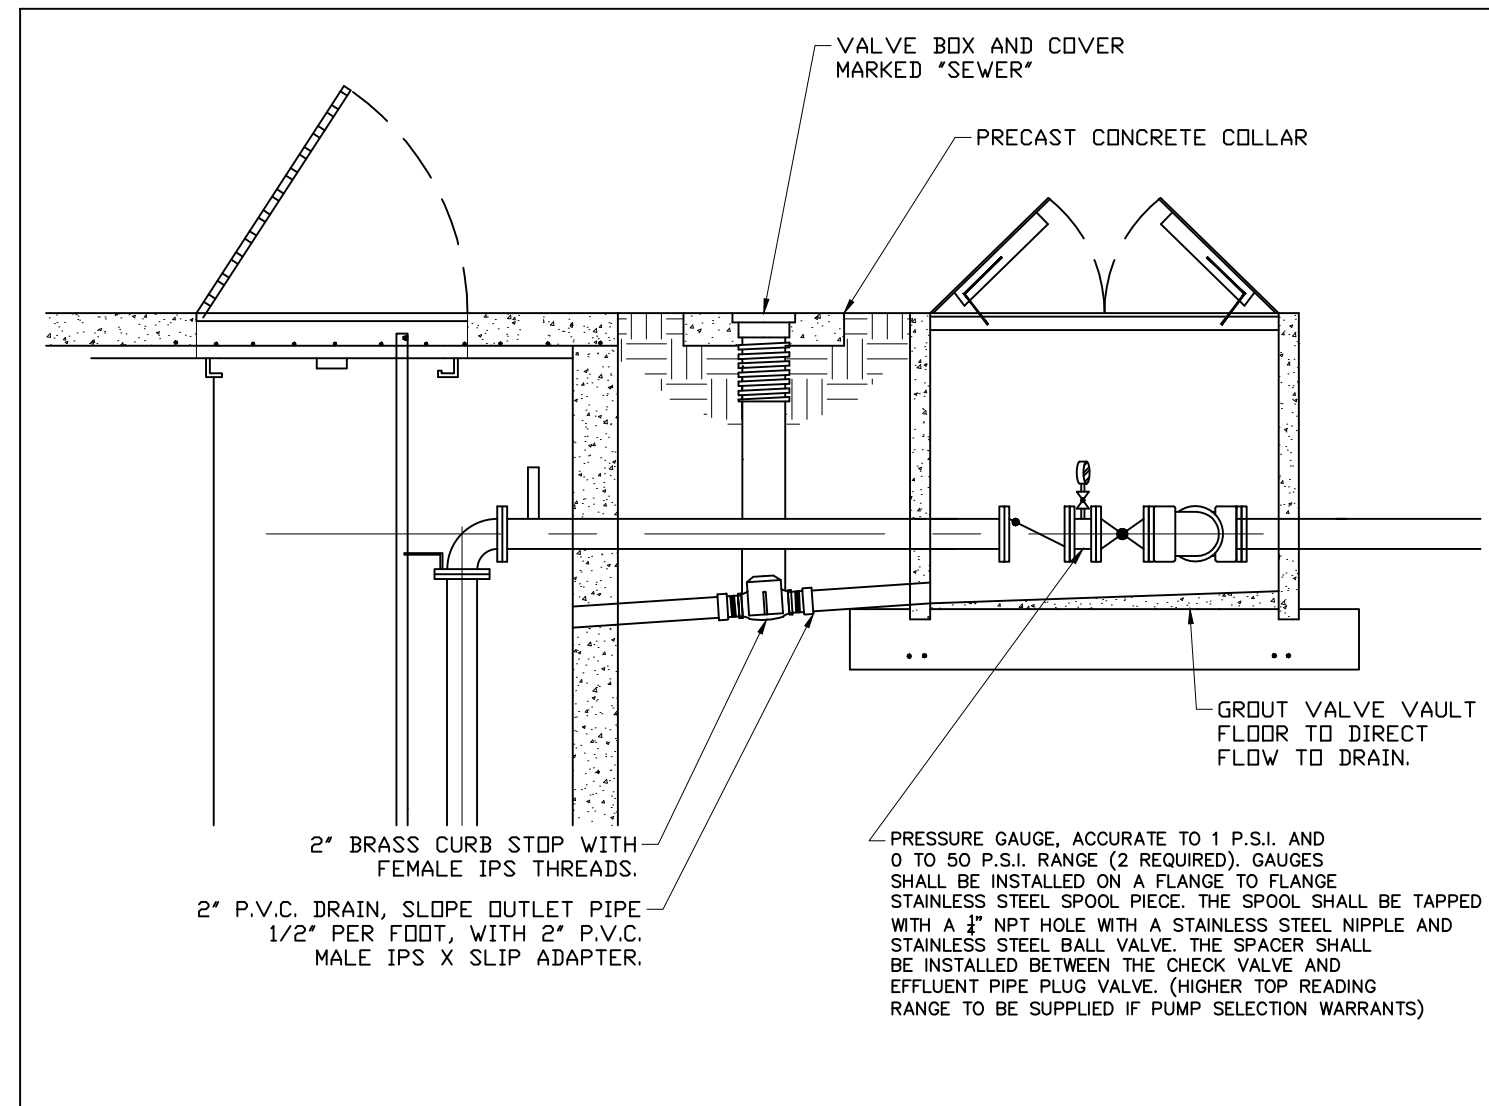 VALVE BOX AND COVER
MARKED "SEWER"
PRECAST CONCRETE COLLAR
GROUT VALVE VAULT
FLOOR TO DIRECT
FLOW TO DRAIN.
2" BRASS CURB STOP WITH
FEMALE IPS THREADS.
2" P.V.C. DRAIN, SLOPE OUTLET PIPE
1/2" PER FOOT, WITH 2" P.V.C.
MALE IPS X SLIP ADAPTER.
PRESSURE GAUGE, ACCURATE TO 1 P.S.I. AND
0 TO 50 P.S.I. RANGE (2 REQUIRED). GAUGES
SHALL BE INSTALLED ON A FLANGE TO FLANGE
STAINLESS STEEL SPOOL PIECE. THE SPOOL SHALL BE TAPPED
WITH A 1/4" NPT HOLE WITH A STAINLESS STEEL NIPPLE AND
STAINLESS STEEL BALL VALVE. THE SPACER SHALL
BE INSTALLED BETWEEN THE CHECK VALVE AND
EFFLUENT PIPE PLUG VALVE. (HIGHER TOP READING
RANGE TO BE SUPPLIED IF PUMP SELECTION WARRANTS)